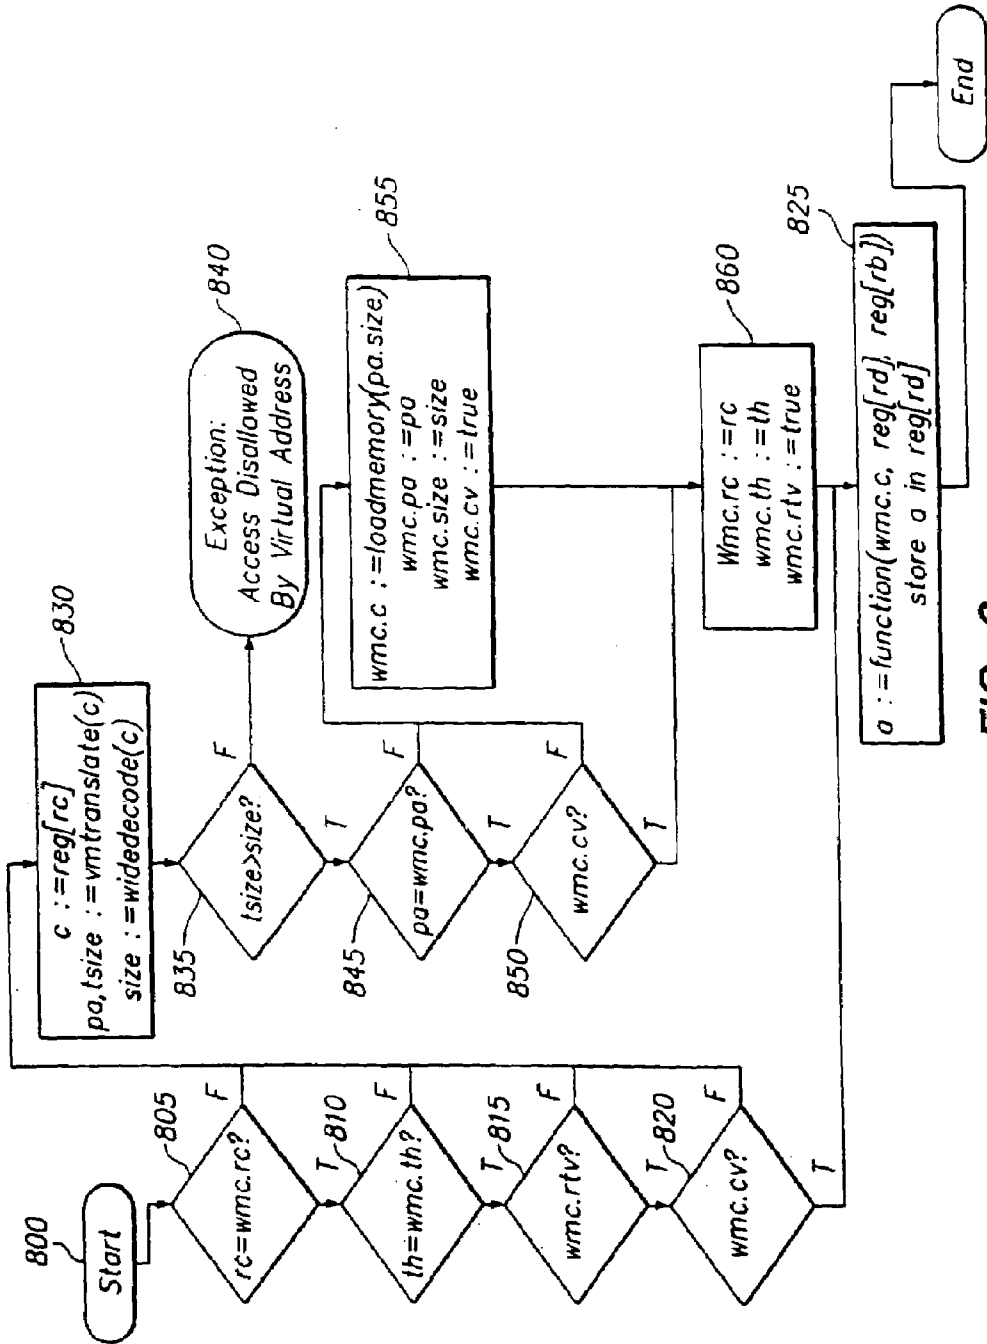 800
Start
805
rc=wmc.rc?
F
T
810
th=wmc.th?
F
T
815
wmc.rtv?
F
T
820
wmc.cv?
F
T
830
c :=reg[rc]
pa,tsize :=vmtranslate(c)
size :=widedecode(c)
835
tsize>size?
F
T
840
Exception:
Access Disallowed
By Virtual Address
845
pa=wmc.pa?
F
T
850
wmc.cv?
F
T
855
wmc.c :=loadmemory(pa.size)
wmc.pa :=pa
wmc.size :=size
wmc.cv :=true
860
Wmc.rc :=rc
wmc.th :=th
wmc.rtv :=true
825
a :=function(wmc.c, reg[rd], reg[rb])
store a in reg[rd]
End